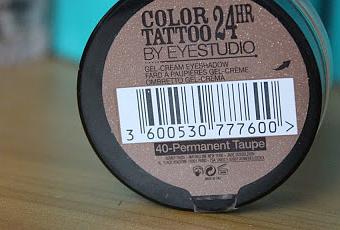 COLOR 24HR
TATTOO
BY EYESTUDIO
GEL-CREAM EYESHADOW
FARD À PAUPIÈRES GEL-CRÈME
OMBRETTO GEL-CREMA
3 600530 777600 >
40-Permanent Taupe